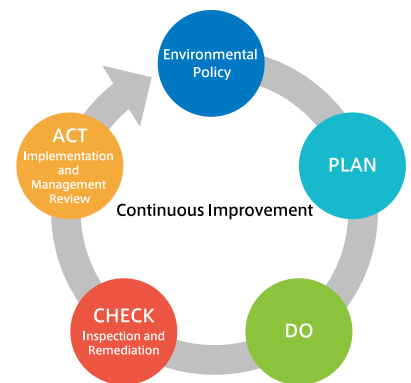 Environmental
Policy
PLAN
DO
CHECK
Inspection and
Remediation
ACT
Implementation
and
Management
Review
Continuous Improvement